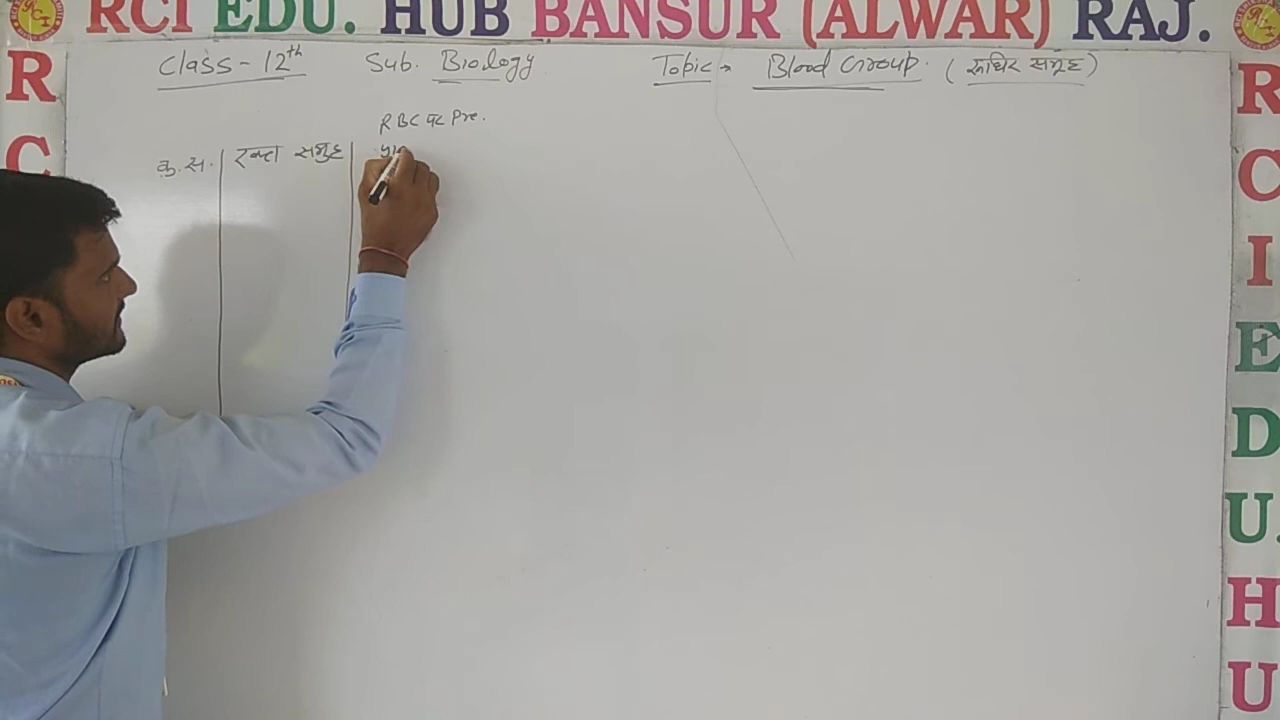 RCI EDU. HUB BANSUR (ALWAR) RAJ.
Class - 12th Sub. Biology Topic → Blood Group. (रूधिर समूह)
RBC पर Pre.
क्र.स. रक्त समुह
R
C
R
C
I
E
D
U.
H
U